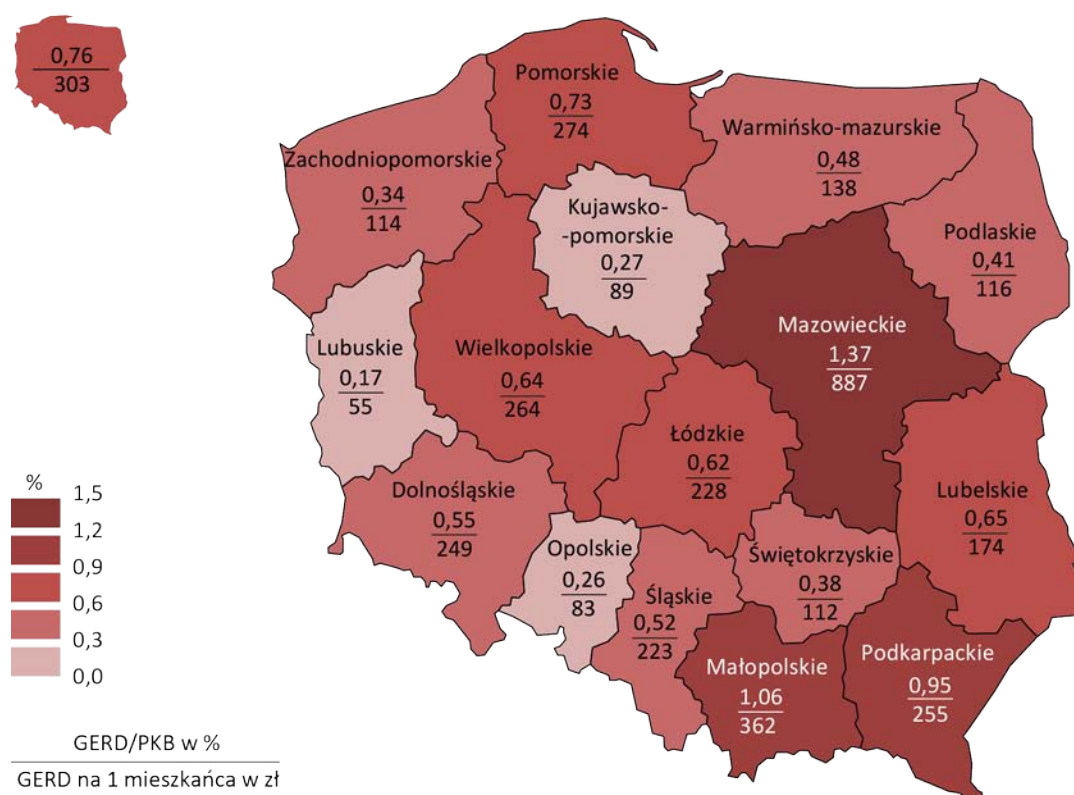 0,76
303
Pomorskie
0,73
274
Warmińsko-mazurskie
0,48
138
Zachodniopomorskie
0,34
114
Kujawsko-
-pomorskie
0,27
89
Podlaskie
0,41
116
Mazowieckie
1,37
887
Lubuskie
0,17
55
Wielkopolskie
0,64
264
Łódzkie
0,62
228
Lubelskie
0,65
174
Dolnośląskie
0,55
249
Opolskie
0,26
83
Śląskie
0,52
223
Świętokrzyskie
0,38
112
Małopolskie
1,06
362
Podkarpackie
0,95
255
%
1,5
1,2
0,9
0,6
0,3
0,0
GERD/PKB w %
GERD na 1 mieszkańca w zł